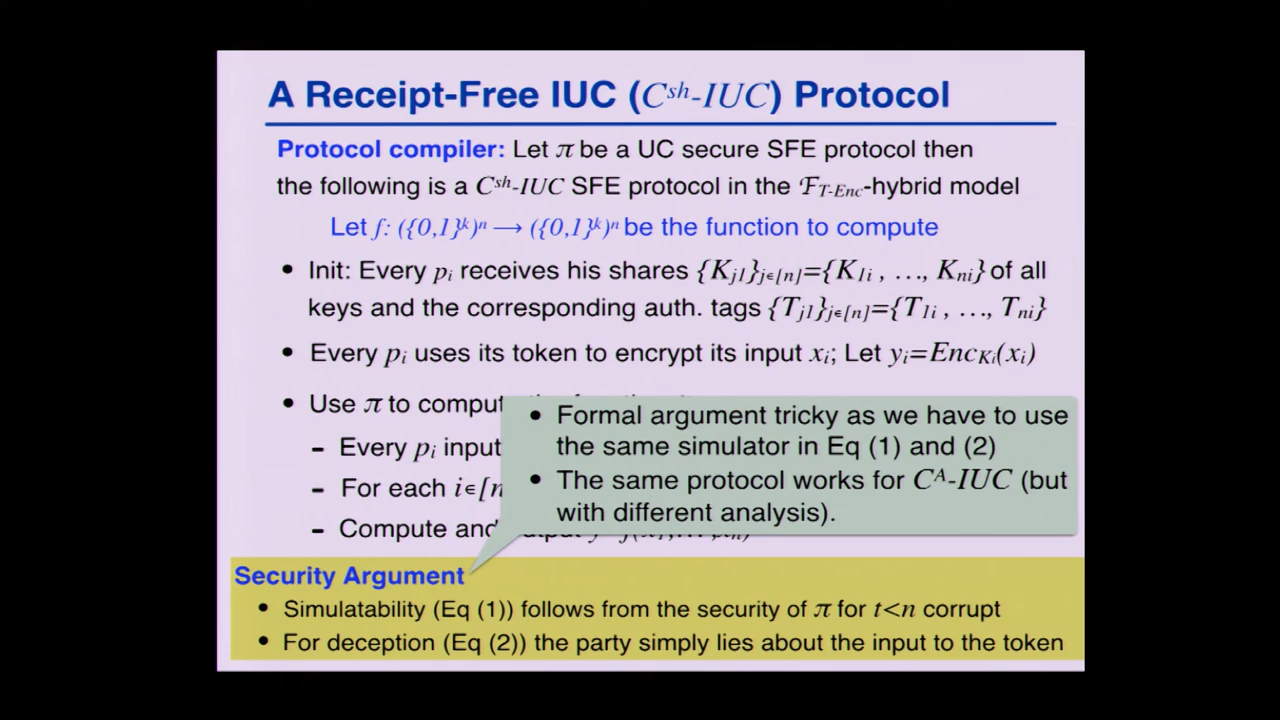 A Receipt-Free IUC (C^sh-IUC) Protocol
Protocol compiler: Let π be a UC secure SFE protocol then
the following is a C^sh-IUC SFE protocol in the ℱ_T-Enc-hybrid model
Let f: ({0,1}^k)^n → ({0,1}^k)^n be the function to compute
• Init: Every p_i receives his shares {K_j1}_j∈[n]={K_1i , …, K_ni} of all
keys and the corresponding auth. tags {T_j1}_j∈[n]={T_1i , …, T_ni}
• Every p_i uses its token to encrypt its input x_i; Let y_i=Enc_Ki(x_i)
• Use π to comput
– Every p_i input
– For each i∈[n
– Compute and
• Formal argument tricky as we have to use
the same simulator in Eq (1) and (2)
• The same protocol works for C^A-IUC (but
with different analysis).
Security Argument
• Simulatability (Eq (1)) follows from the security of π for t<n corrupt
• For deception (Eq (2)) the party simply lies about the input to the token